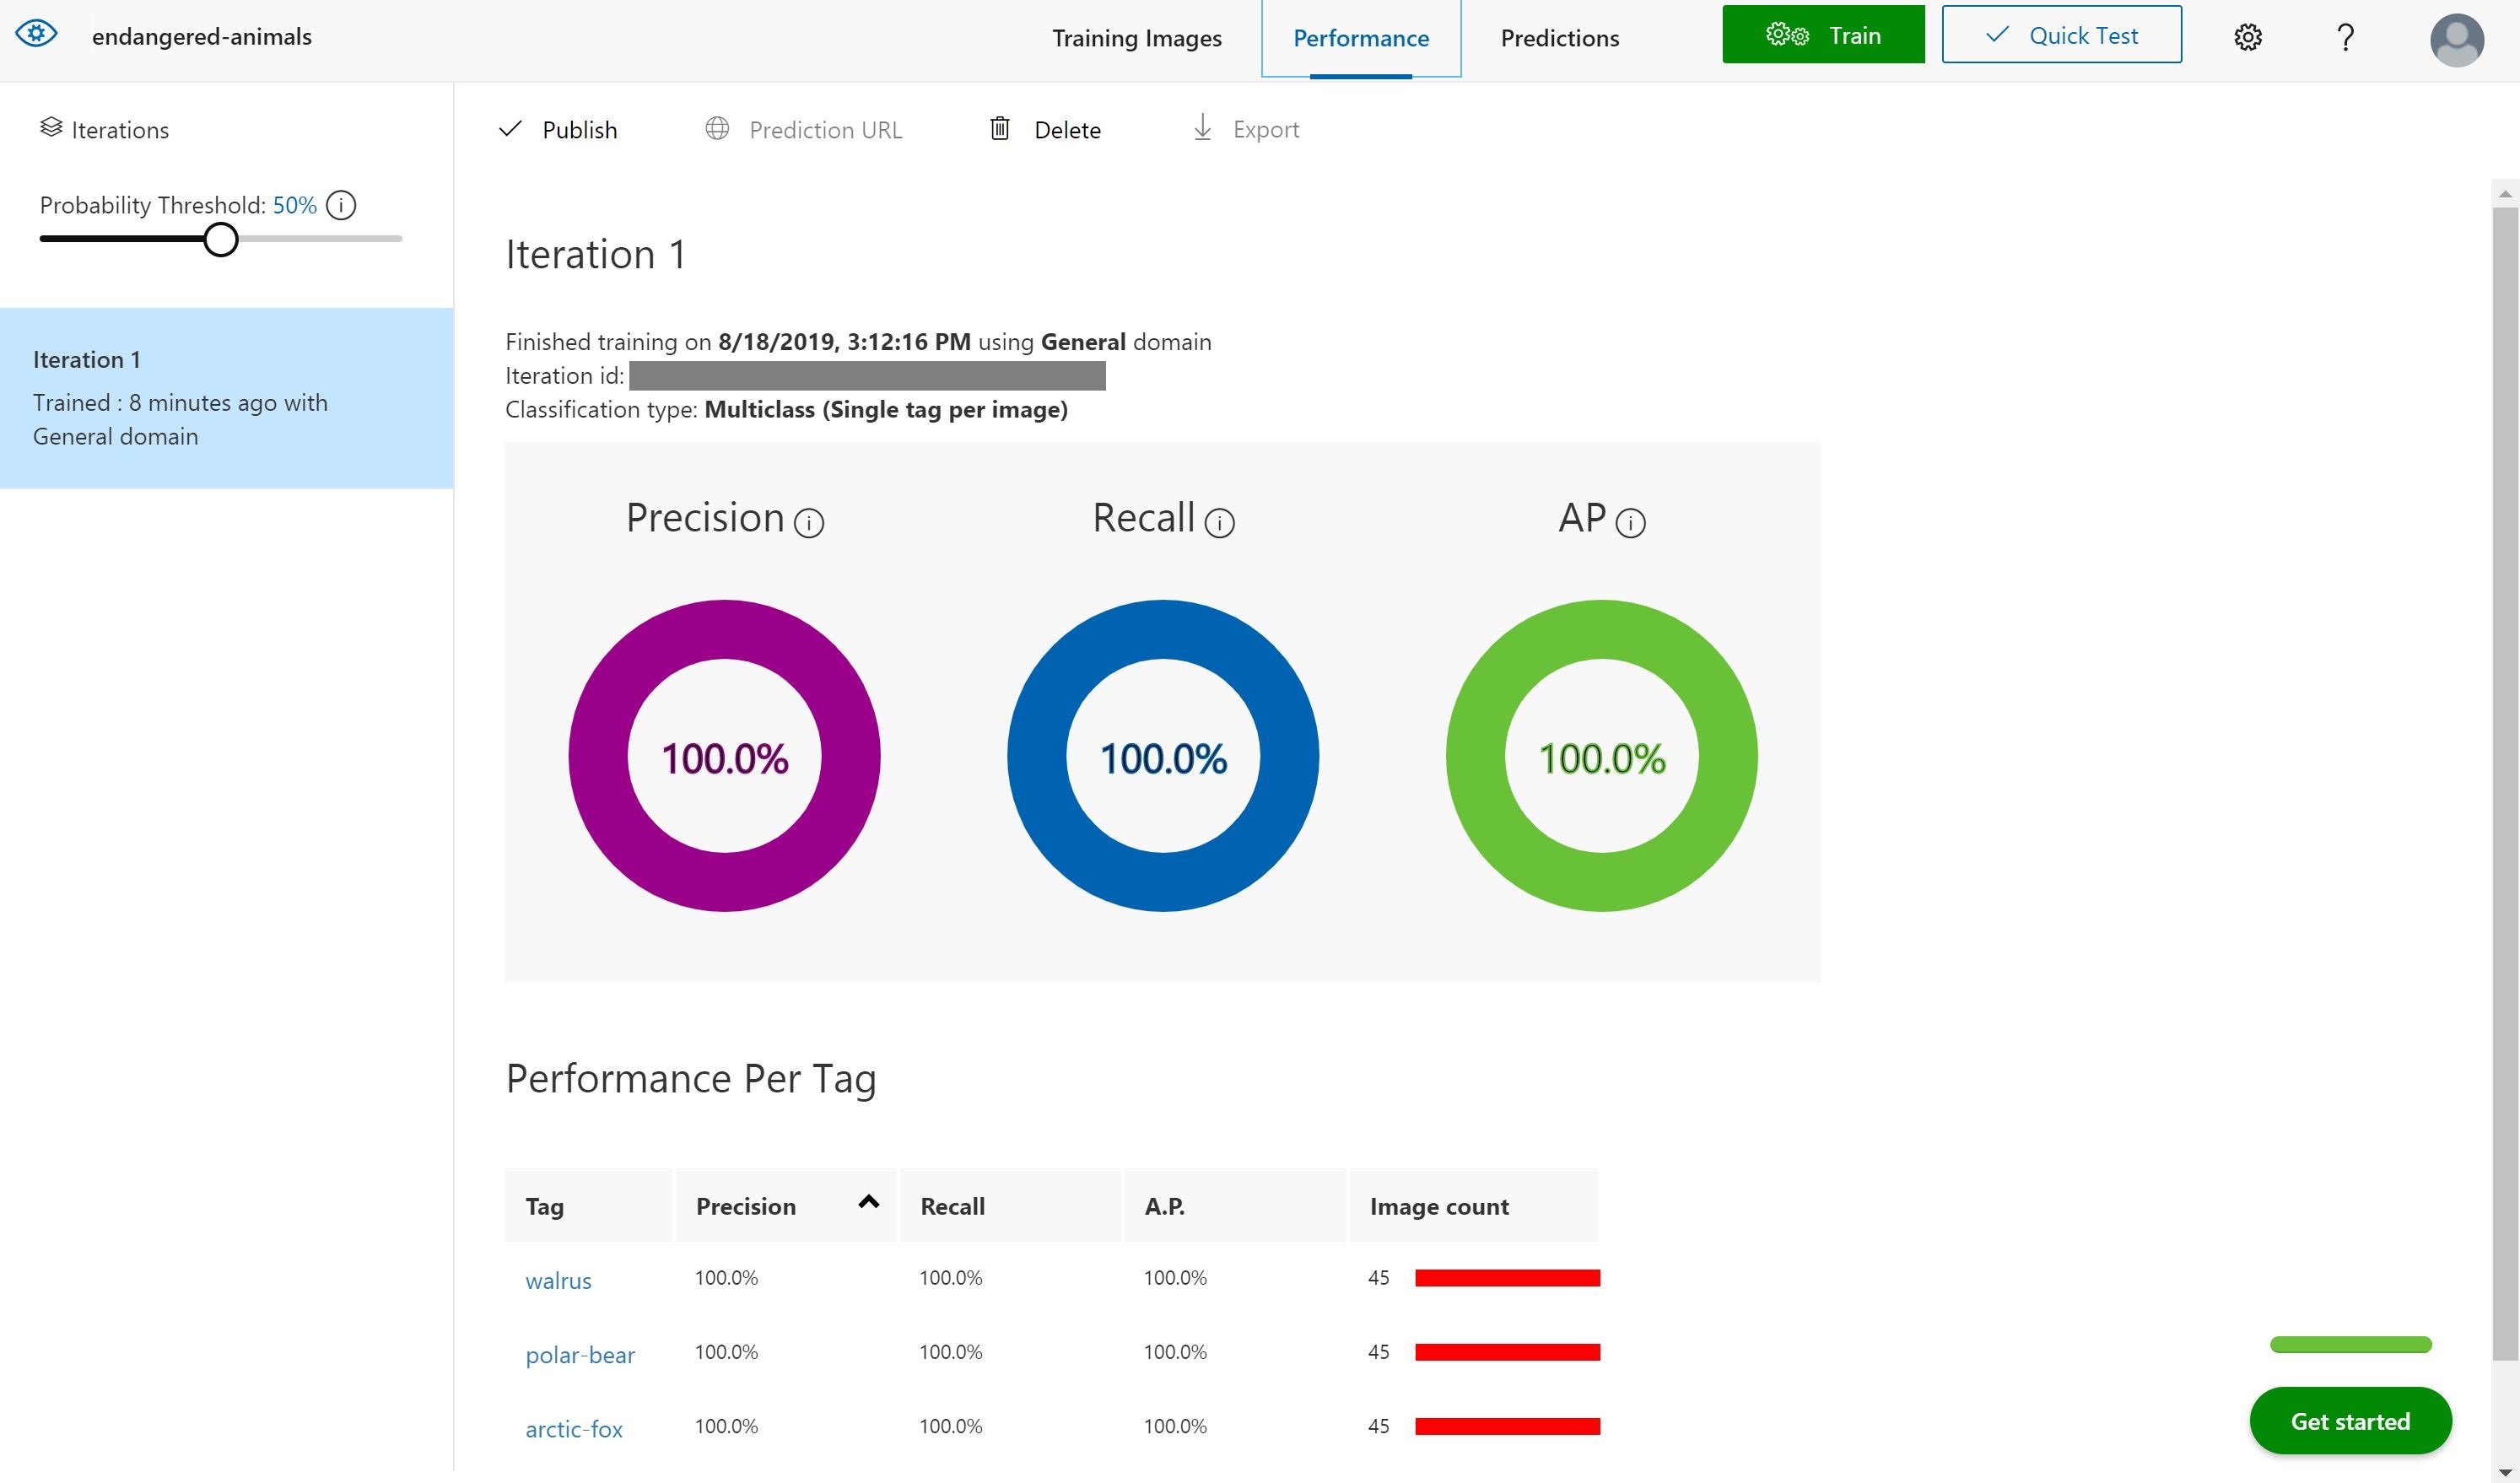 endangered-animals
Training Images
Performance
Predictions
Train
Quick Test
?
Iterations
Probability Threshold: 50%
Iteration 1
Trained : 8 minutes ago with
General domain
Publish
Prediction URL
Delete
Export
Iteration 1
Finished training on 8/18/2019, 3:12:16 PM using General domain
Iteration id:
Classification type: Multiclass (Single tag per image)
Precision
Recall
AP
100.0%
100.0%
100.0%
Performance Per Tag
Tag Precision Recall A.P. Image count
walrus 100.0% 100.0% 100.0% 45
polar-bear 100.0% 100.0% 100.0% 45
arctic-fox 100.0% 100.0% 100.0% 45
Get started